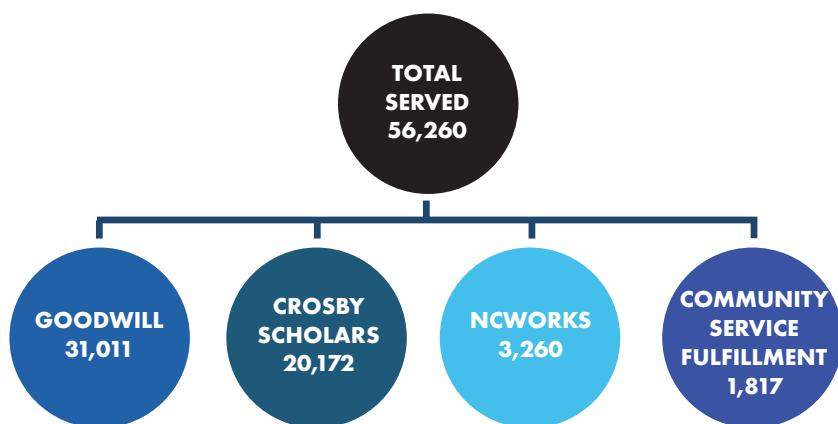 TOTAL
SERVED
56,260
GOODWILL
31,011
CROSBY
SCHOLARS
20,172
NCWORKS
3,260
COMMUNITY
SERVICE
FULFILLMENT
1,817